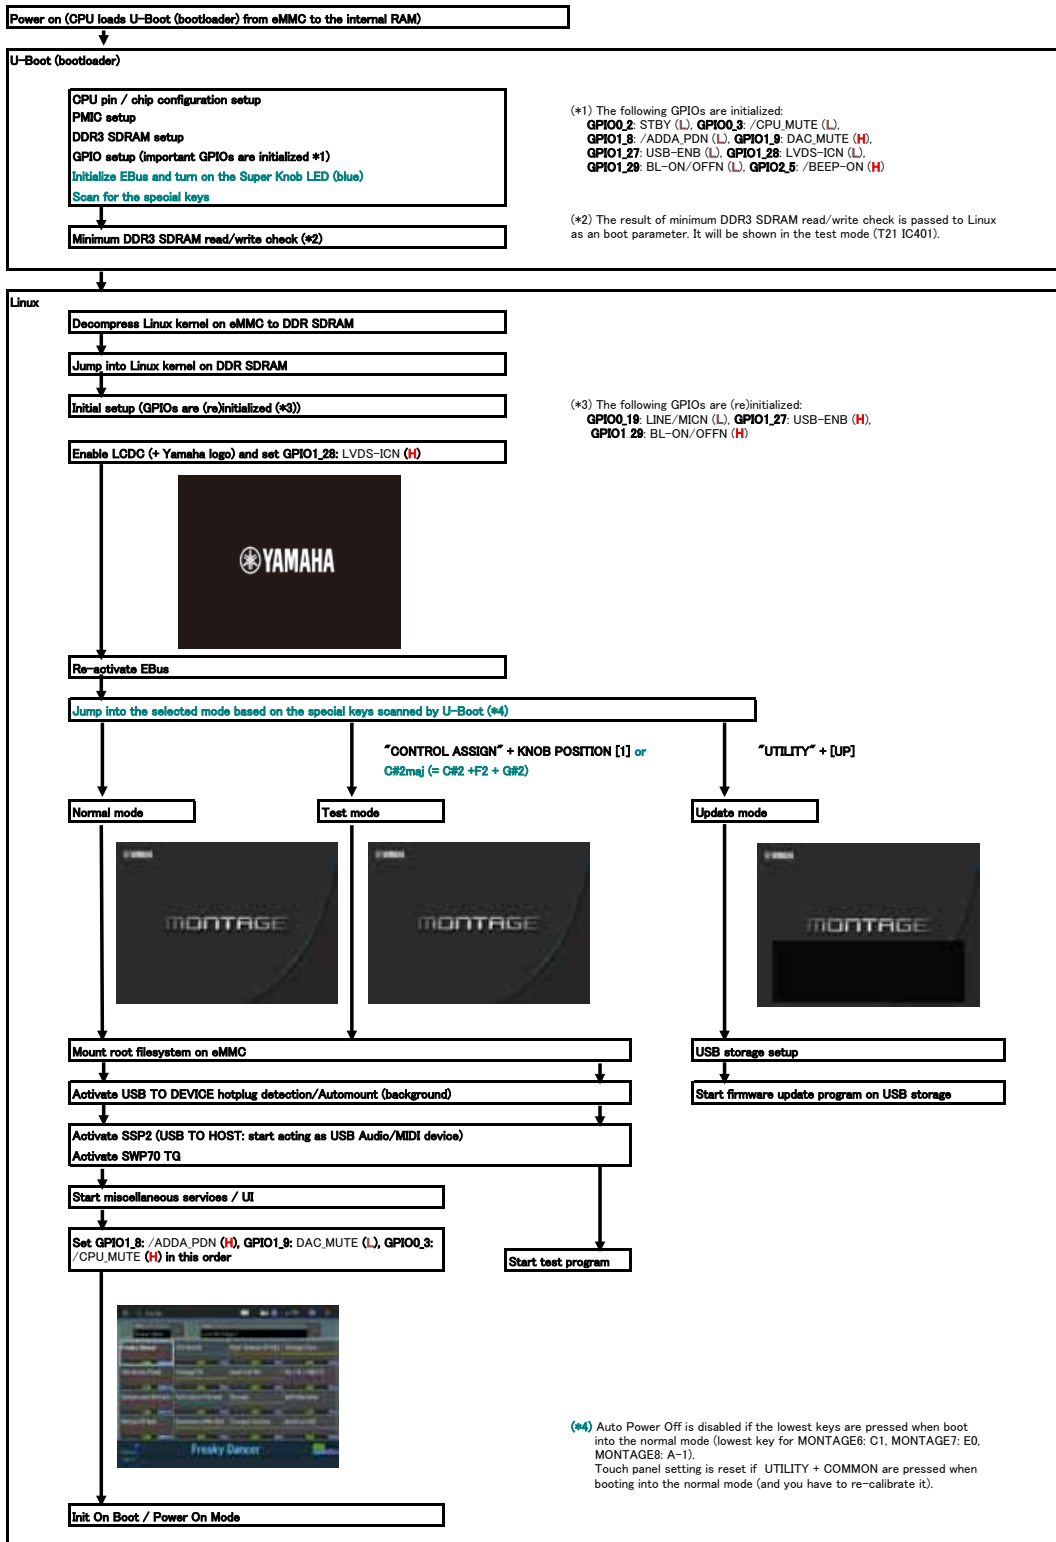 Power on (CPU loads U-Boot (bootloader) from eMMC to the internal RAM)
U-Boot (bootloader)
CPU pin / chip configuration setup
PMIC setup
DDR3 SDRAM setup
GPIO setup (important GPIOs are initialized *1)
Initialize EBus and turn on the Super Knob LED (blue)
Scan for the special keys
Minimum DDR3 SDRAM read/write check (*2)
(*1) The following GPIOs are initialized:
GPIO0_2: STBY (L), GPIO0_3: /CPU_MUTE (L),
GPIO1_8: /ADDA_PDN (L), GPIO1_9: DAC_MUTE (H),
GPIO1_27: USB-ENB (L), GPIO1_28: LVDS-ICN (L),
GPIO1_29: BL-ON/OFFN (L), GPIO2_5: /BEEP-ON (H)
(*2) The result of minimum DDR3 SDRAM read/write check is passed to Linux
as an boot parameter. It will be shown in the test mode (T21 IC401).
Linux
Decompress Linux kernel on eMMC to DDR SDRAM
Jump into Linux kernel on DDR SDRAM
Initial setup (GPIOs are (re)initialized (*3))
Enable LCDC (+ Yamaha logo) and set GPIO1_28: LVDS-ICN (H)
(*3) The following GPIOs are (re)initialized:
GPIO0_19: LINE/MICN (L), GPIO1_27: USB-ENB (H),
GPIO1_29: BL-ON/OFFN (H)
YAMAHA
Re-activate EBus
Jump into the selected mode based on the special keys scanned by U-Boot (*4)
"CONTROL ASSIGN" + KNOB POSITION [1] or
C#2maj (= C#2 +F2 + G#2)
"UTILITY" + [UP]
Normal mode
Test mode
Update mode
YAMAHA
MONTAGE
YAMAHA
MONTAGE
YAMAHA
MONTAGE
Mount root filesystem on eMMC
USB storage setup
Activate USB TO DEVICE hotplug detection/Automount (background)
Start firmware update program on USB storage
Activate SSP2 (USB TO HOST: start acting as USB Audio/MIDI device)
Activate SWP70 TG
Start miscellaneous services / UI
Set GPIO1_8: /ADDA_PDN (H), GPIO1_9: DAC_MUTE (L), GPIO0_3:
/CPU_MUTE (H) in this order
Start test program
Freaky Dancer
(*4) Auto Power Off is disabled if the lowest keys are pressed when boot
into the normal mode (lowest key for MONTAGE6: C1, MONTAGE7: E0,
MONTAGE8: A-1).
Touch panel setting is reset if UTILITY + COMMON are pressed when
booting into the normal mode (and you have to re-calibrate it).
Init On Boot / Power On Mode